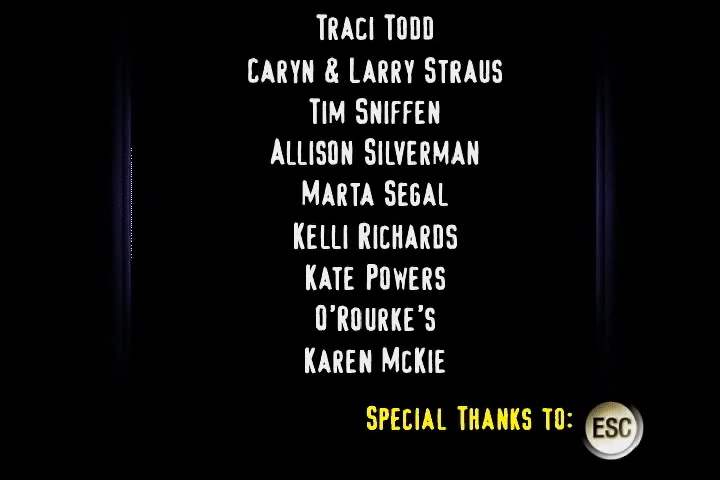 Traci Todd
Caryn & Larry Straus
Tim Sniffen
Allison Silverman
Marta Segal
Kelli Richards
Kate Powers
O'Rourke's
Karen McKie
Special Thanks to:
ESC